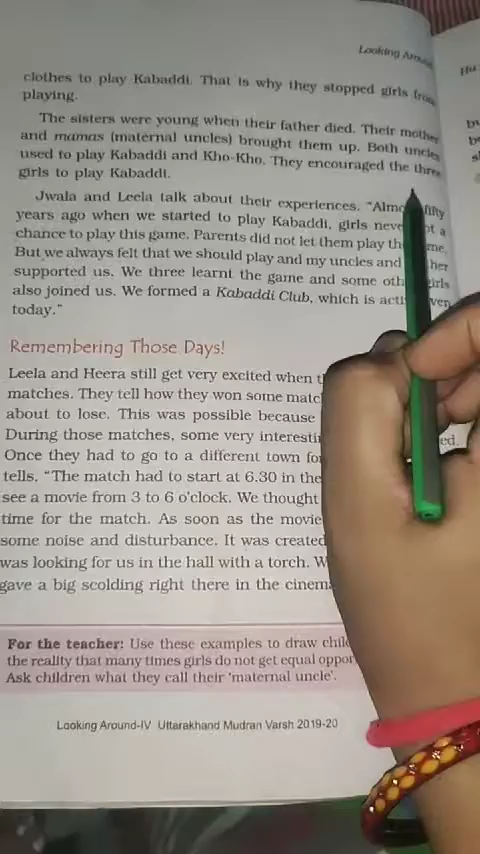 Looking Around
clothes to play Kabaddi. That is why they stopped girls from
playing.
The sisters were young when their father died. Their mother
and mamas (maternal uncles) brought them up. Both uncles
used to play Kabaddi and Kho-Kho. They encouraged the three
girls to play Kabaddi.
Jwala and Leela talk about their experiences. "Almo fifty
years ago when we started to play Kabaddi, girls neve ot a
chance to play this game. Parents did not let them play th me.
But we always felt that we should play and my uncles and her
supported us. We three learnt the game and some oth girls
also joined us. We formed a Kabaddi Club, which is acti ven
today."
Remembering Those Days!
Leela and Heera still get very excited when t
matches. They tell how they won some matc
about to lose. This was possible because
During those matches, some very interesti ed.
Once they had to go to a different town fo
tells. "The match had to start at 6.30 in the
see a movie from 3 to 6 o'clock. We thought
time for the match. As soon as the movie
some noise and disturbance. It was created
was looking for us in the hall with a torch. W
gave a big scolding right there in the cinem
For the teacher: Use these examples to draw chil
the reality that many times girls do not get equal oppor
Ask children what they call their 'maternal uncle'.
Looking Around-IV Uttarakhand Mudran Varsh 2019-20
Hu